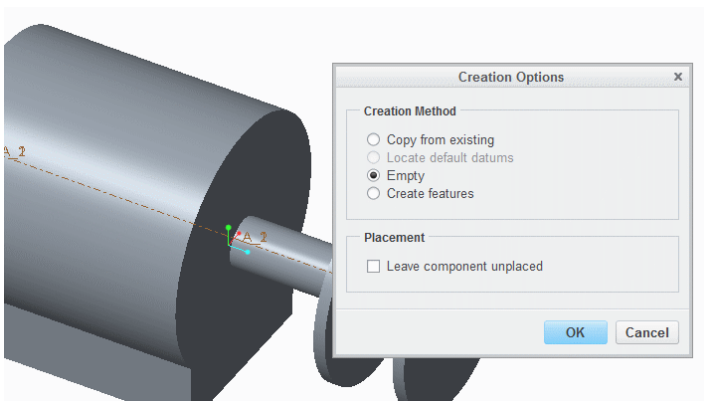 Creation Options
x
Creation Method
Copy from existing
Locate default datums
Empty
Create features
Placement
Leave component unplaced
OK Cancel
A_2